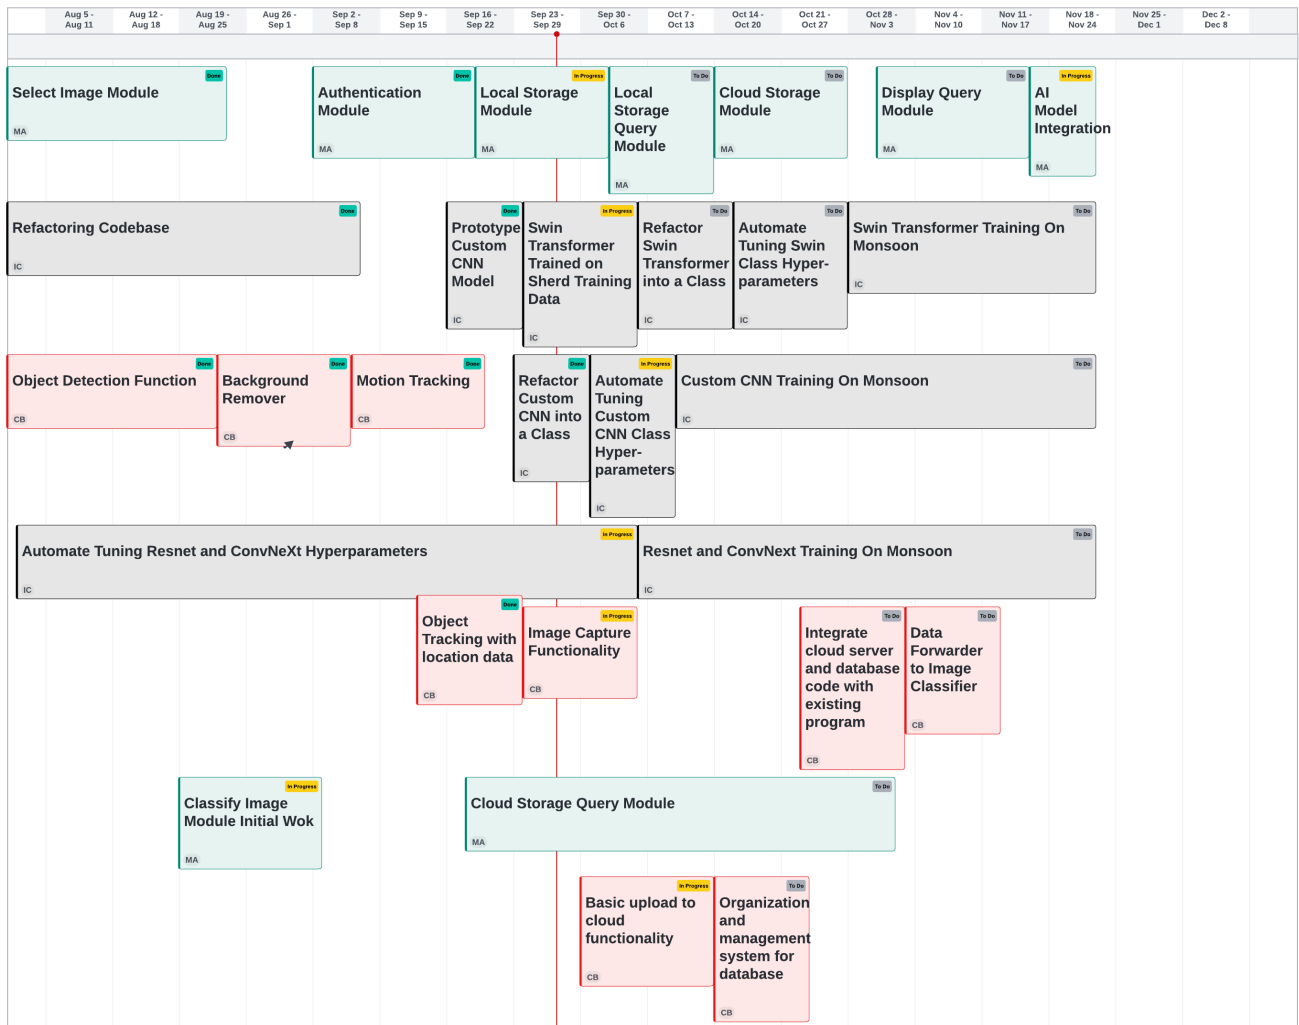 Aug 5 -
Aug 11
Aug 12 -
Aug 18
Aug 19 -
Aug 25
Aug 26 -
Sep 1
Sep 2 -
Sep 8
Sep 9 -
Sep 15
Sep 16 -
Sep 22
Sep 23 -
Sep 29
Sep 30 -
Oct 6
Oct 7 -
Oct 13
Oct 14 -
Oct 20
Oct 21 -
Oct 27
Oct 28 -
Nov 3
Nov 4 -
Nov 10
Nov 11 -
Nov 17
Nov 18 -
Nov 24
Nov 25 -
Dec 1
Dec 2 -
Dec 8
Done
Select Image Module
MA
Done
Authentication
Module
MA
In Progress
Local Storage
Module
MA
To Do
Local
Storage
Query
Module
MA
To Do
Cloud Storage
Module
MA
To Do
Display Query
Module
MA
In Progress
AI
Model
Integration
MA
Done
Refactoring Codebase
IC
Done
Prototype
Custom
CNN
Model
IC
In Progress
Swin
Transformer
Trained on
Sherd Training
Data
IC
To Do
Refactor
Swin
Transformer
into a Class
IC
To Do
Automate
Tuning Swin
Class Hyper-
parameters
IC
To Do
Swin Transformer Training On
Monsoon
IC
Done
Object Detection Function
CB
Done
Background
Remover
CB
Done
Motion Tracking
CB
Done
Refactor
Custom
CNN into
a Class
IC
In Progress
Automate
Tuning
Custom
CNN Class
Hyper-
parameters
IC
To Do
Custom CNN Training On Monsoon
IC
In Progress
Automate Tuning Resnet and ConvNeXt Hyperparameters
IC
To Do
Resnet and ConvNext Training On Monsoon
IC
Done
Object
Tracking with
location data
CB
In Progress
Image Capture
Functionality
CB
To Do
Integrate
cloud server
and database
code with
existing
program
CB
To Do
Data
Forwarder
to Image
Classifier
CB
In Progress
Classify Image
Module Initial Wok
MA
To Do
Cloud Storage Query Module
MA
In Progress
Basic upload to
cloud
functionality
CB
To Do
Organization
and
management
system for
database
CB